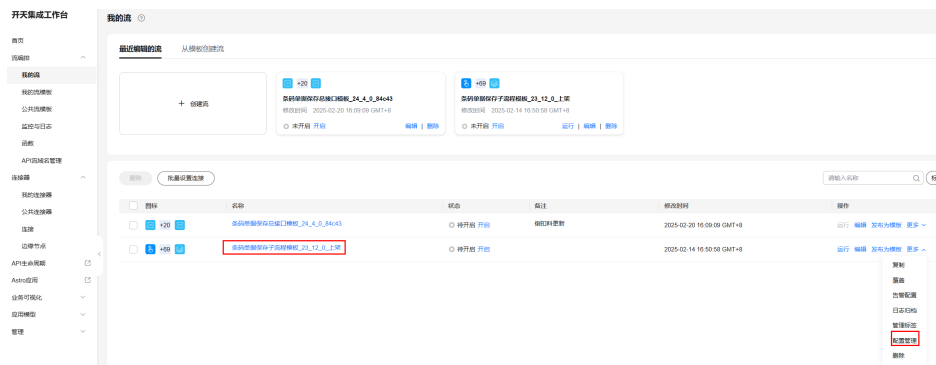 开天集成工作台
首页
流编排
我的流
我的流模板
公共流模板
监控与日志
函数
API流域名管理
连接器
我的连接器
公共连接器
连接
边缘节点
API生命周期
Astro应用
业务可视化
应用模型
管理
我的流
最近编辑的流 从模板创建流
+ 创建流
+20
条码单据保存总接口模板_24_4_0_84c43
修改时间 2025-02-20 16:09:09 GMT+8
未开启 开启 编辑 | 删除
+69
条码单据保存子流程模板_23_12_0_上架
修改时间 2025-02-14 16:50:58 GMT+8
未开启 开启 运行 | 编辑 | 删除
删除 批量设置连接 请输入名称 标
图标 名称 状态 备注 修改时间 操作
+20 条码单据保存总接口模板_24_4_0_84c43 待开启 开启 倒扣料更新 2025-02-20 16:09:09 GMT+8 运行 编辑 发布为模板 更多
+69 条码单据保存子流程模板_23_12_0_上架 待开启 开启 2025-02-14 16:50:58 GMT+8 运行 编辑 发布为模板 更多
复制
覆盖
告警配置
日志归档
管理标签
配置管理
删除